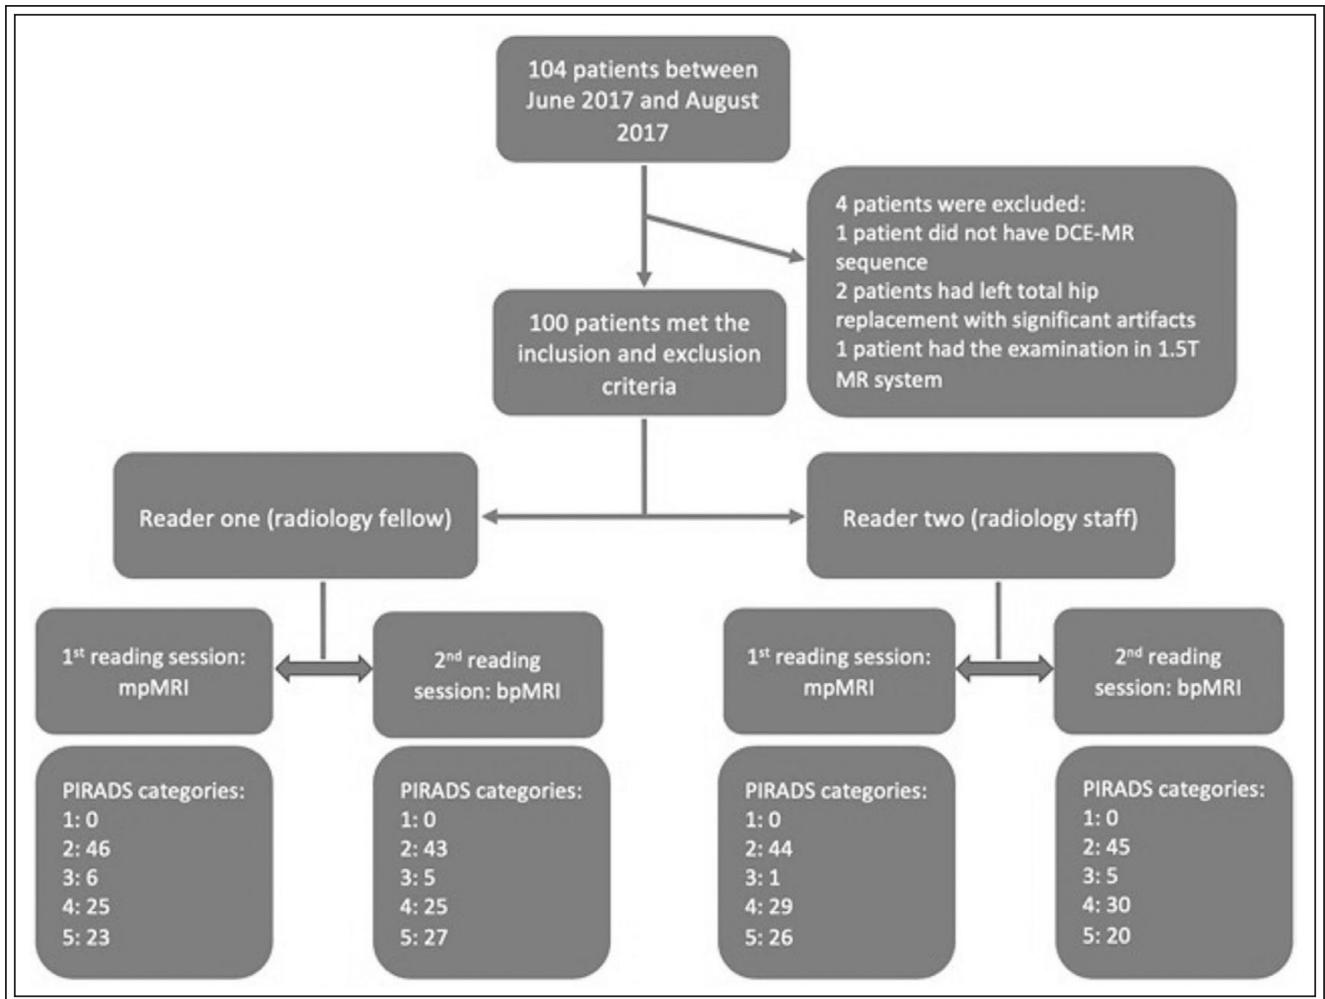 104 patients between
June 2017 and August
2017
4 patients were excluded:
1 patient did not have DCE-MR
sequence
2 patients had left total hip
replacement with significant artifacts
1 patient had the examination in 1.5T
MR system
100 patients met the
inclusion and exclusion
criteria
Reader one (radiology fellow)
Reader two (radiology staff)
1st reading session:
mpMRI
2nd reading
session: bpMRI
1st reading session:
mpMRI
2nd reading
session: bpMRI
PIRADS categories:
1: 0
2: 46
3: 6
4: 25
5: 23
PIRADS categories:
1: 0
2: 43
3: 5
4: 25
5: 27
PIRADS categories:
1: 0
2: 44
3: 1
4: 29
5: 26
PIRADS categories:
1: 0
2: 45
3: 5
4: 30
5: 20